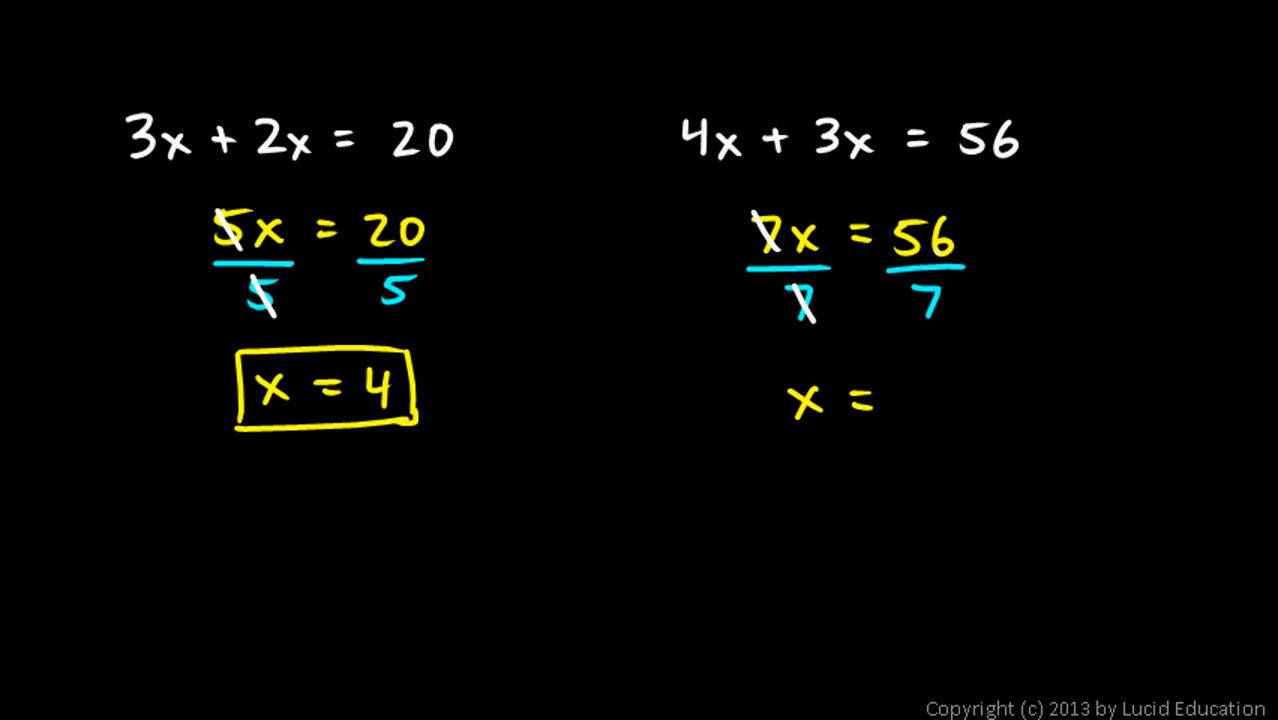 3x + 2x = 20
5x = 20
5 5
x = 4
4x + 3x = 56
7x = 56
7 7
x =
Copyright (c) 2013 by Lucid Education